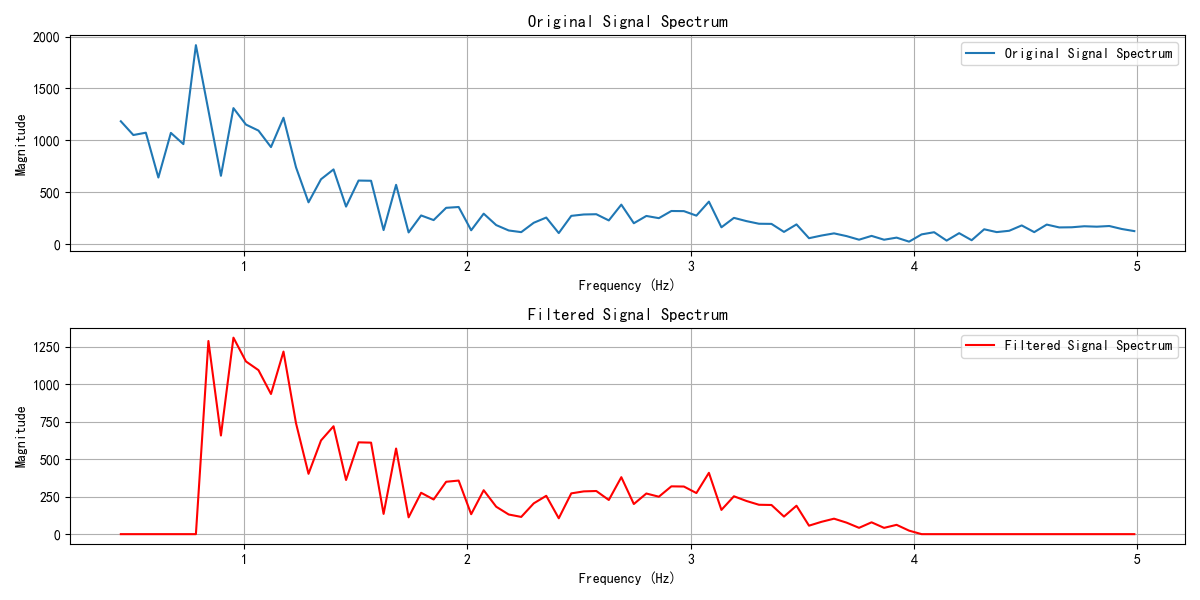 Original Signal Spectrum
2000
1500
1000
500
0
Magnitude
Original Signal Spectrum
1 2 3 4 5
Frequency (Hz)
Filtered Signal Spectrum
1250
1000
750
500
250
0
Magnitude
Filtered Signal Spectrum
1 2 3 4 5
Frequency (Hz)